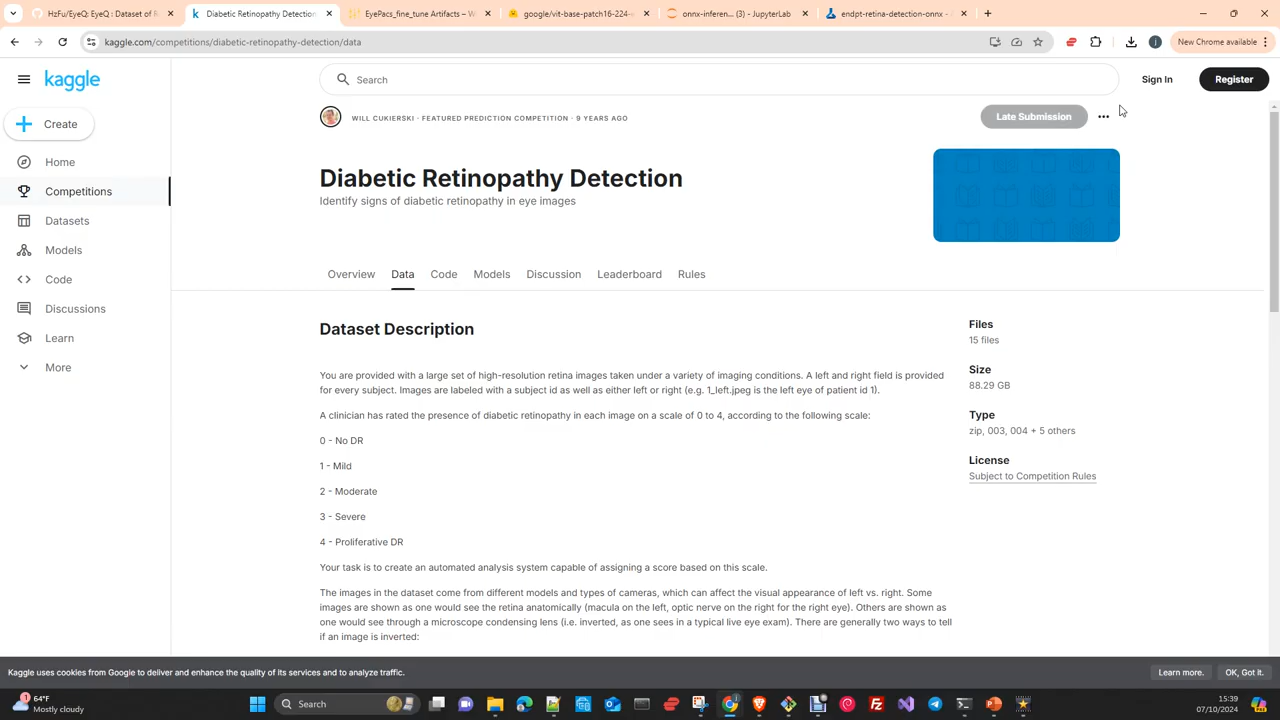 HzFu/EyeQ: EyeQ : Dataset of R
Diabetic Retinopathy Detection
EyePacs_fine_tune Artifacts – W
google/vit-base-patch16-224-
onnx-inferen... (3) - JupyterLab
endpt-retina-detection-onnx - A
kaggle.com/competitions/diabetic-retinopathy-detection/data
New Chrome available
kaggle
Search
Sign In
Register
Create
Home
Competitions
Datasets
Models
Code
Discussions
Learn
More
WILL CUKIERSKI · FEATURED PREDICTION COMPETITION · 9 YEARS AGO
Late Submission
Diabetic Retinopathy Detection
Identify signs of diabetic retinopathy in eye images
Overview
Data
Code
Models
Discussion
Leaderboard
Rules
Dataset Description
You are provided with a large set of high-resolution retina images taken under a variety of imaging conditions. A left and right field is provided
for every subject. Images are labeled with a subject id as well as either left or right (e.g. 1_left.jpeg is the left eye of patient id 1).
A clinician has rated the presence of diabetic retinopathy in each image on a scale of 0 to 4, according to the following scale:
0 - No DR
1 - Mild
2 - Moderate
3 - Severe
4 - Proliferative DR
Your task is to create an automated analysis system capable of assigning a score based on this scale.
The images in the dataset come from different models and types of cameras, which can affect the visual appearance of left vs. right. Some
images are shown as one would see the retina anatomically (macula on the left, optic nerve on the right for the right eye). Others are shown as
one would see through a microscope condensing lens (i.e. inverted, as one sees in a typical live eye exam). There are generally two ways to tell
if an image is inverted:
Files
15 files
Size
88.29 GB
Type
zip, 003, 004 + 5 others
License
Subject to Competition Rules
Kaggle uses cookies from Google to deliver and enhance the quality of its services and to analyze traffic.
Learn more.
OK, Got it.
64°F
Mostly cloudy
Search
15:39
07/10/2024